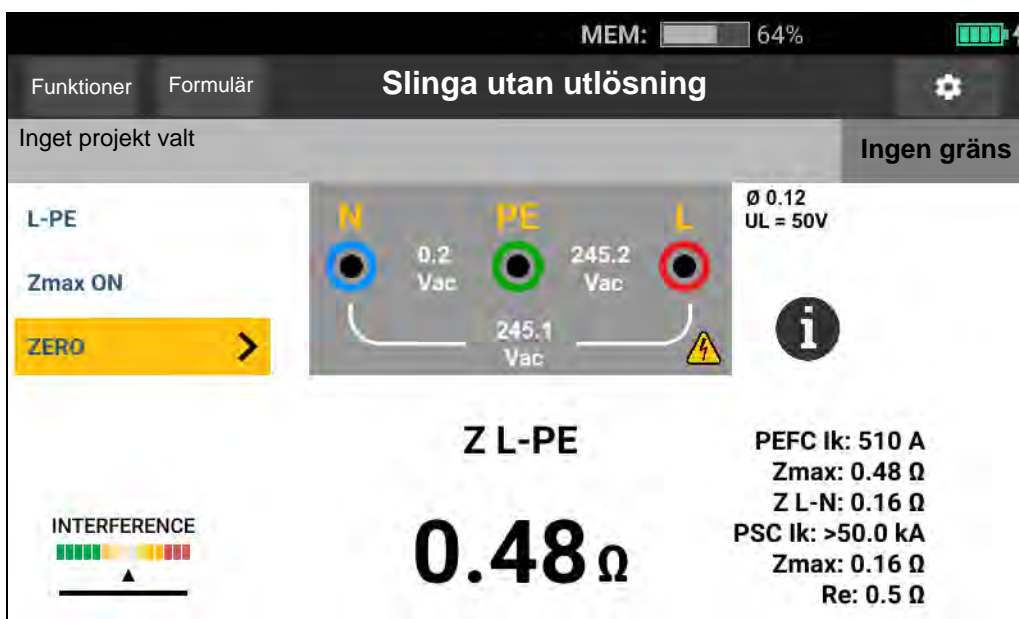 MEM: 64%
Funktioner Formulär Slinga utan utlösning
Inget projekt valt
Ingen gräns
L-PE
Zmax ON
ZERO
N PE L
0.2 Vac
245.2 Vac
245.1 Vac
Ø 0.12
UL = 50V
i
Z L-PE
0.48 Ω
INTERFERENCE
PEFC Ik: 510 A
Zmax: 0.48 Ω
Z L-N: 0.16 Ω
PSC Ik: >50.0 kA
Zmax: 0.16 Ω
Re: 0.5 Ω